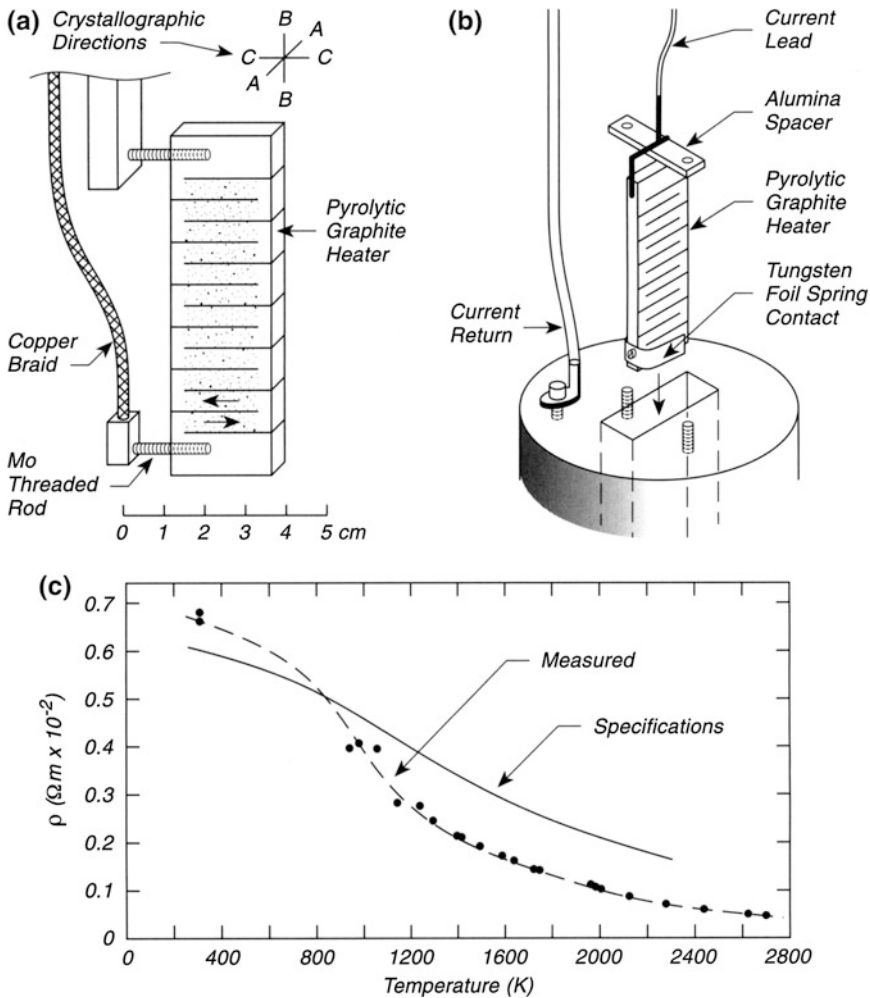 (a)
Crystallographic
Directions
B
A
C
C
A
B
Pyrolytic
Graphite
Heater
Copper
Braid
Mo
Threaded
Rod
0 1 2 3 4 5 cm
(b)
Current
Lead
Alumina
Spacer
Pyrolytic
Graphite
Heater
Tungsten
Foil Spring
Contact
Current
Return
(c)
0.7
0.6
0.5
0.4
0.3
0.2
0.1
0
ρ (Ωm x 10⁻²)
Measured
Specifications
0 400 800 1200 1600 2000 2400 2800
Temperature (K)